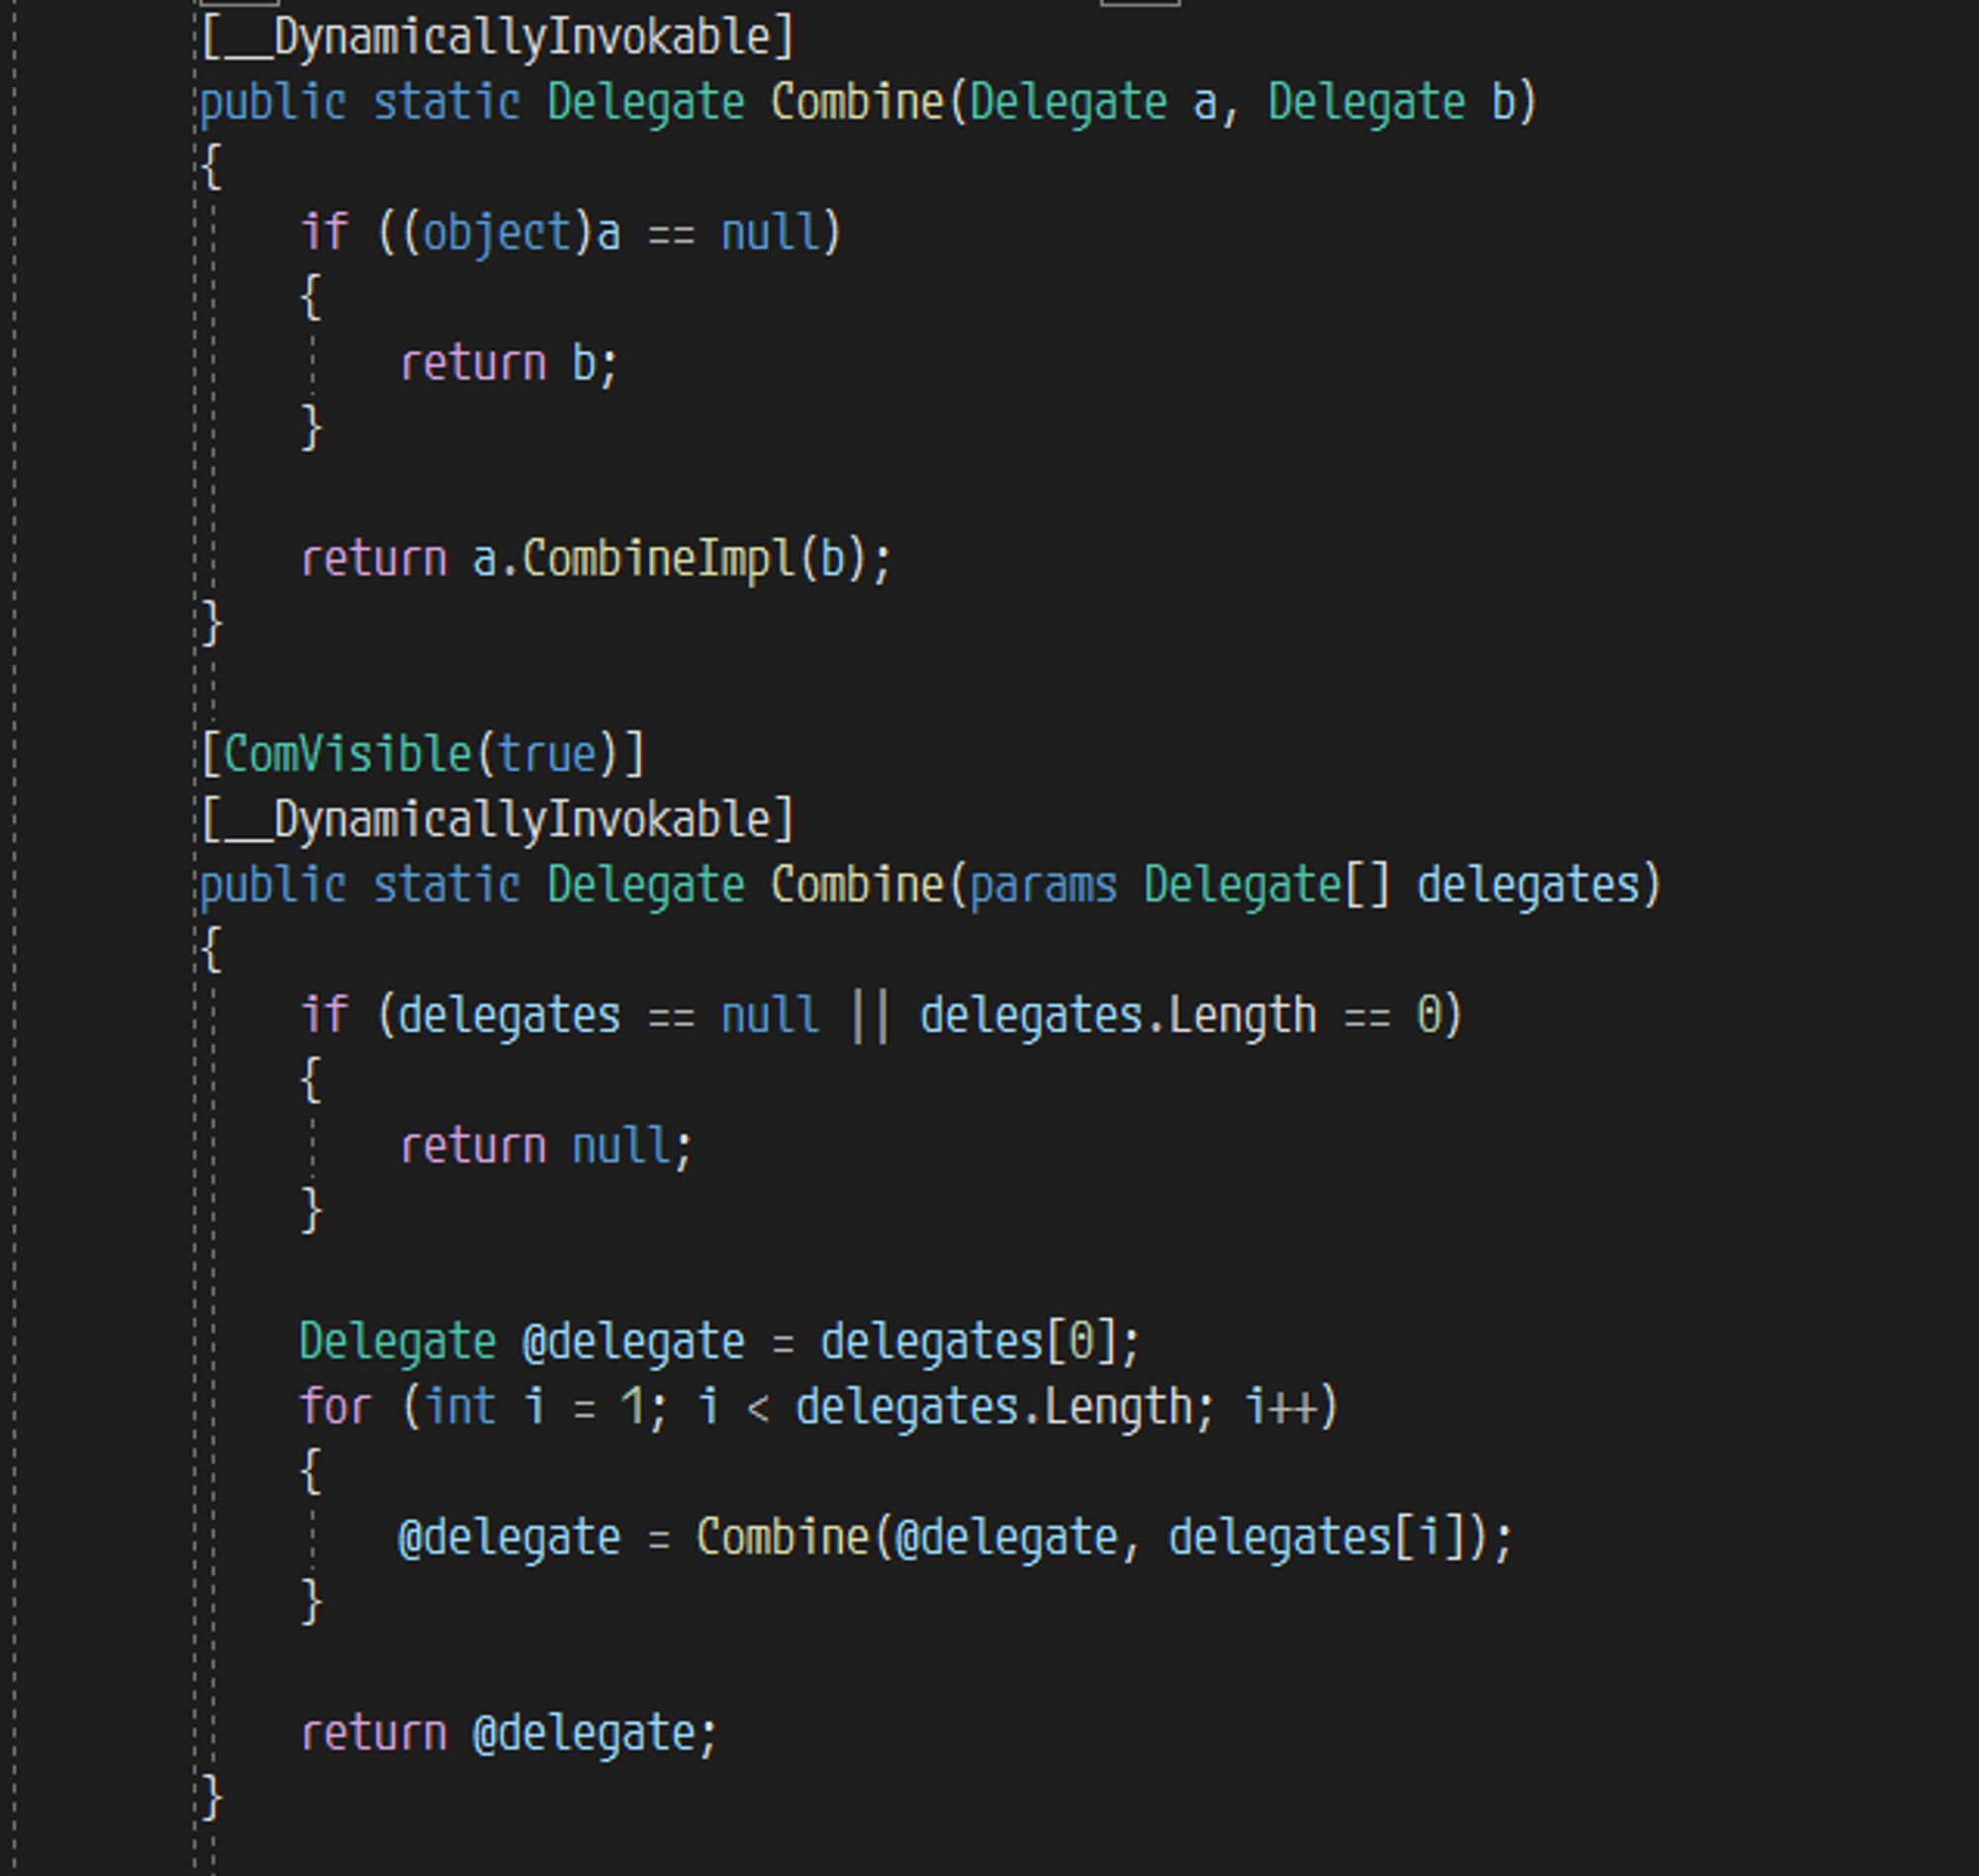 [__DynamicallyInvokable]
public static Delegate Combine(Delegate a, Delegate b)
{
    if ((object)a == null)
    {
        return b;
    }

    return a.CombineImpl(b);
}

[ComVisible(true)]
[__DynamicallyInvokable]
public static Delegate Combine(params Delegate[] delegates)
{
    if (delegates == null || delegates.Length == 0)
    {
        return null;
    }

    Delegate @delegate = delegates[0];
    for (int i = 1; i < delegates.Length; i++)
    {
        @delegate = Combine(@delegate, delegates[i]);
    }

    return @delegate;
}